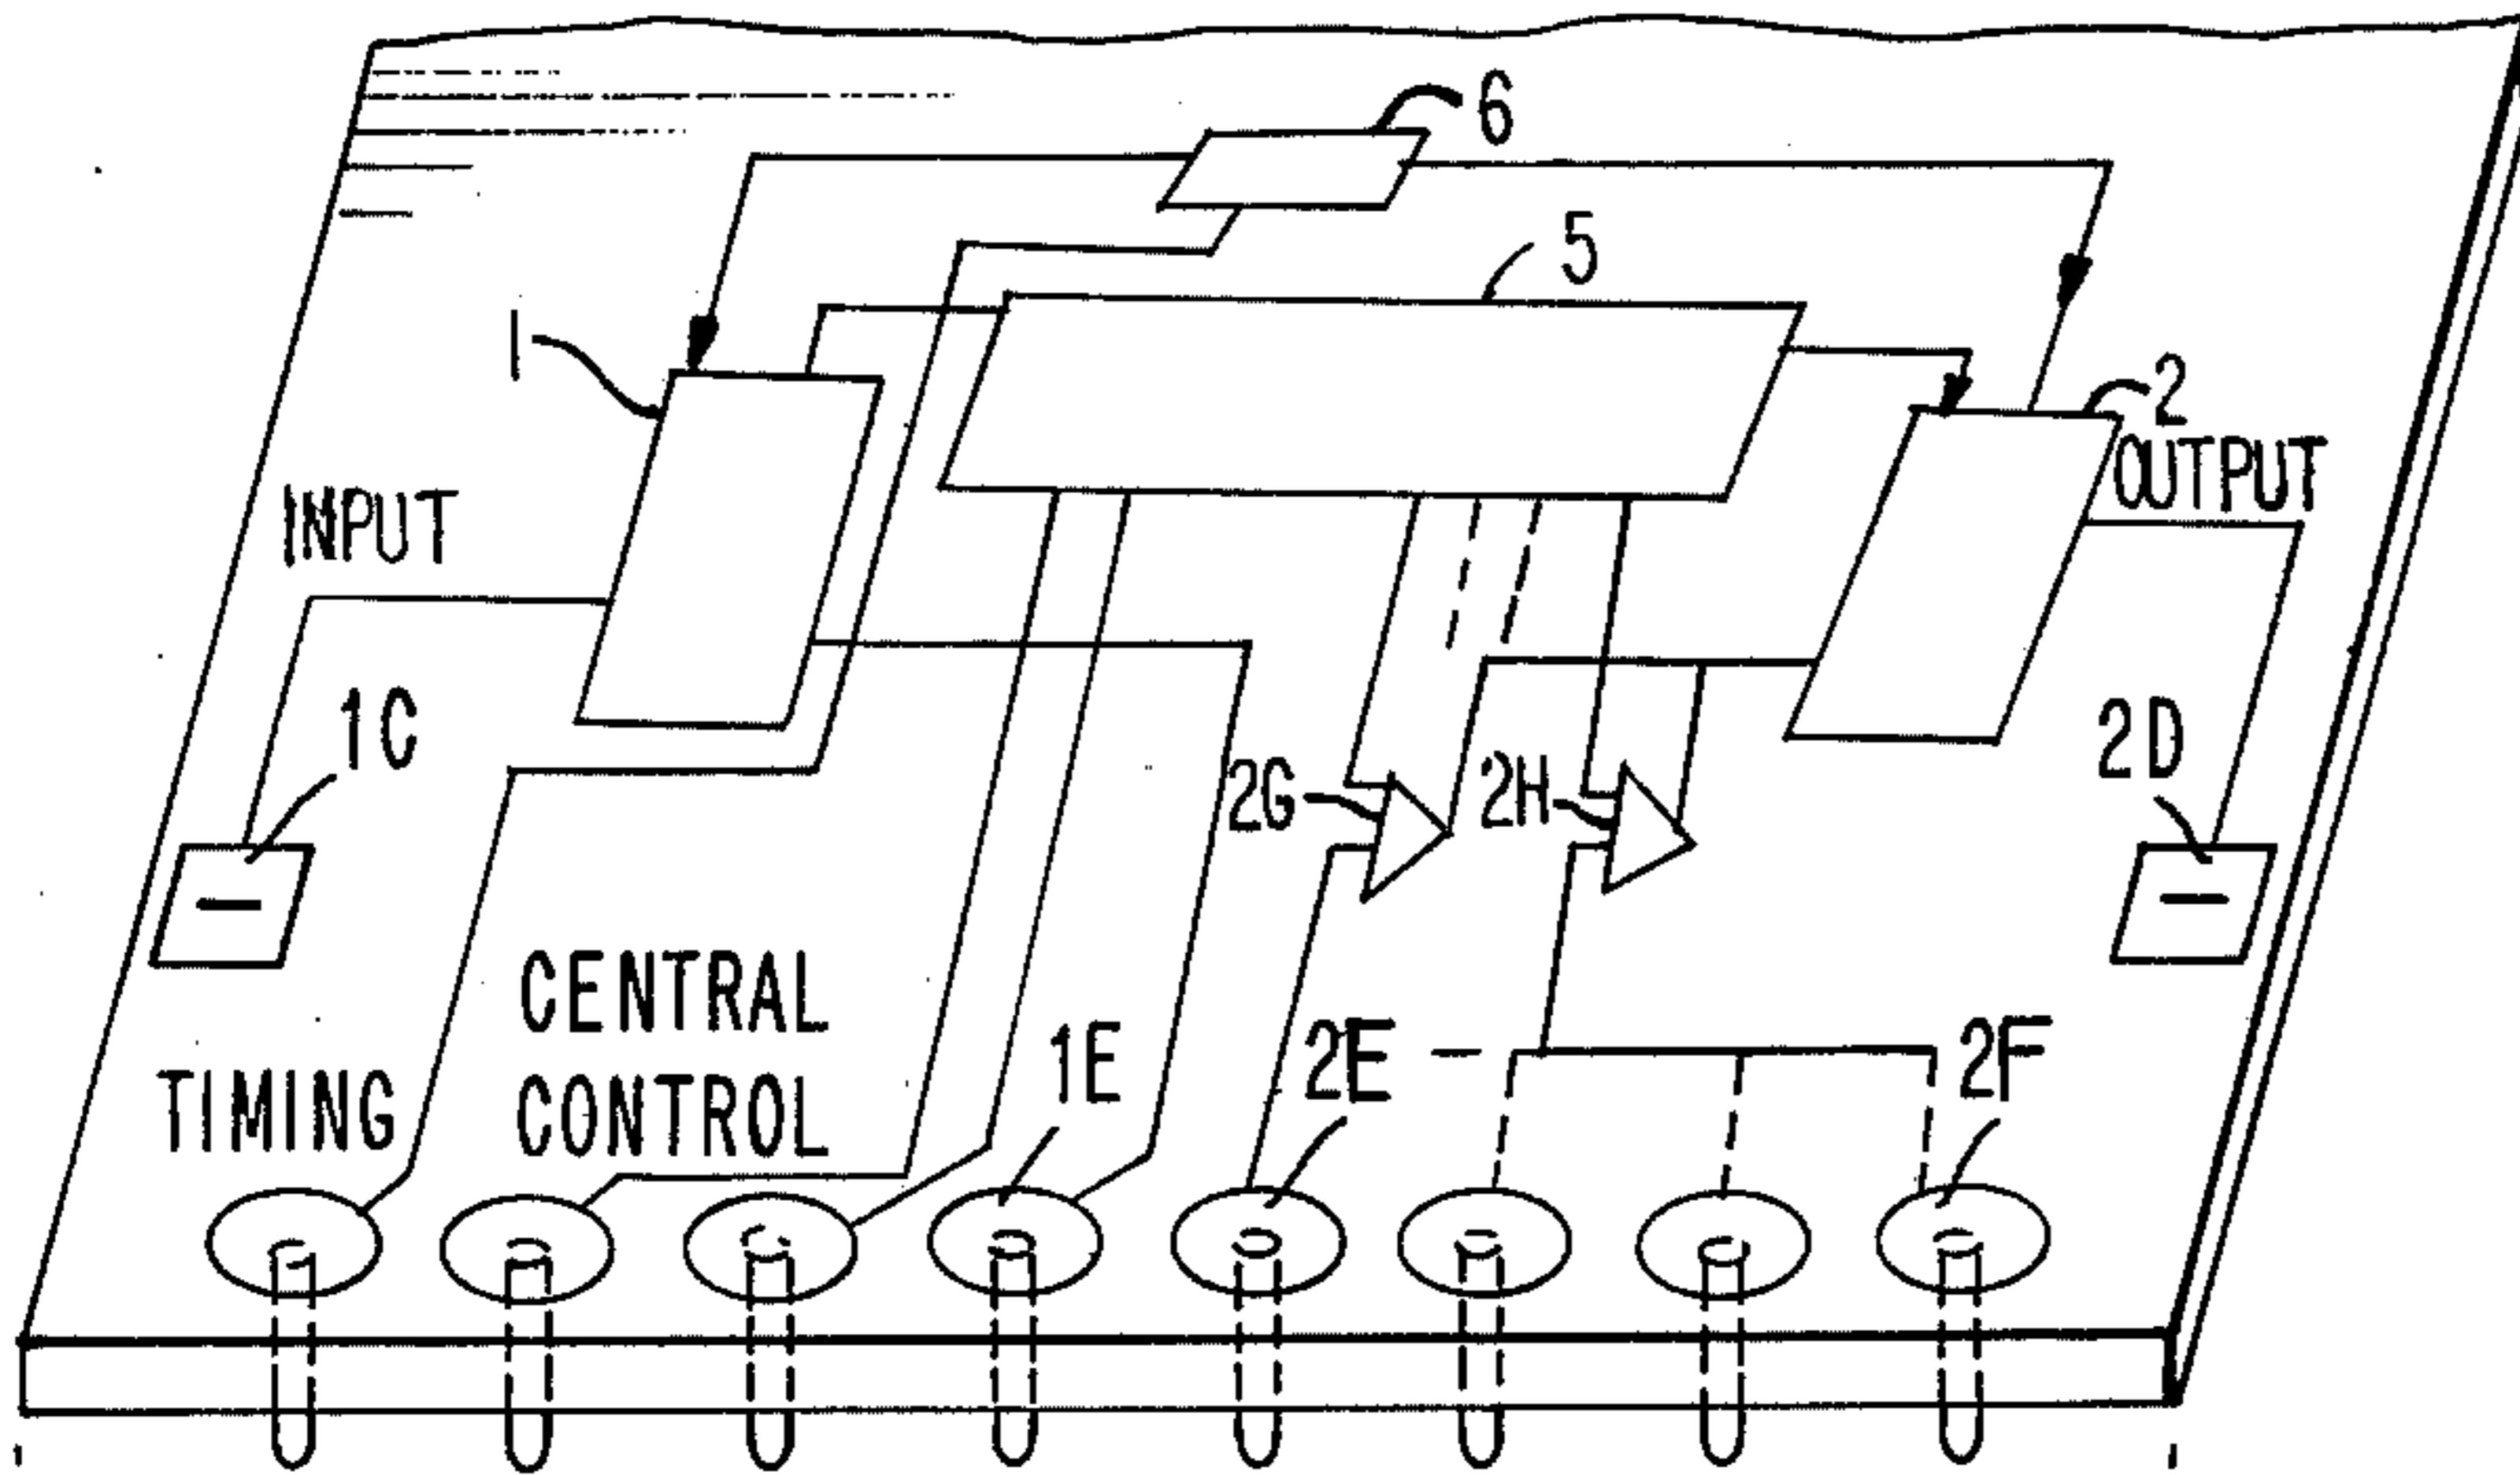 6
5
1
2
OUTPUT
INPUT
1C
2G
2H
2D
CENTRAL
CONTROL
TIMING
1E
2E
2F